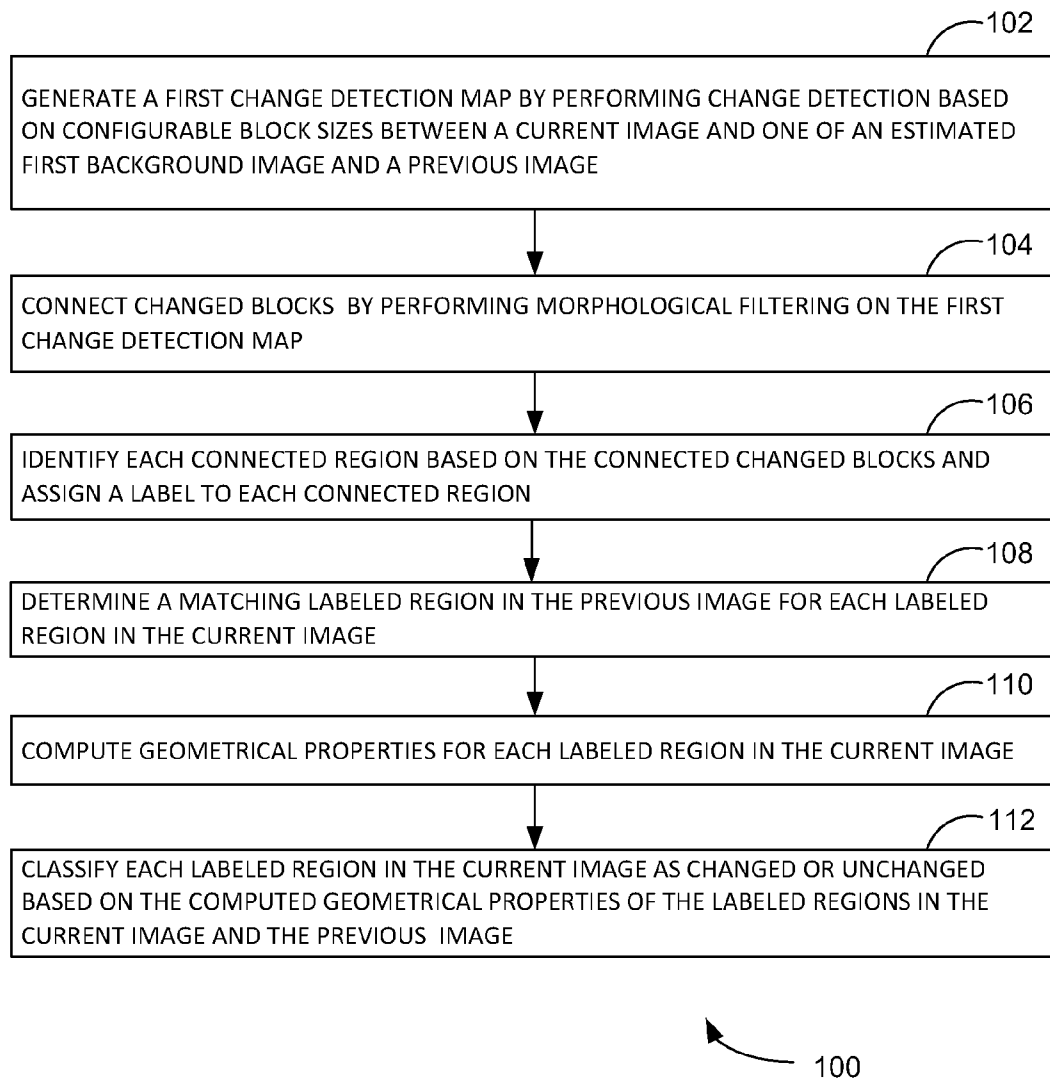 102
GENERATE A FIRST CHANGE DETECTION MAP BY PERFORMING CHANGE DETECTION BASED
ON CONFIGURABLE BLOCK SIZES BETWEEN A CURRENT IMAGE AND ONE OF AN ESTIMATED
FIRST BACKGROUND IMAGE AND A PREVIOUS IMAGE
104
CONNECT CHANGED BLOCKS BY PERFORMING MORPHOLOGICAL FILTERING ON THE FIRST
CHANGE DETECTION MAP
106
IDENTIFY EACH CONNECTED REGION BASED ON THE CONNECTED CHANGED BLOCKS AND
ASSIGN A LABEL TO EACH CONNECTED REGION
108
DETERMINE A MATCHING LABELED REGION IN THE PREVIOUS IMAGE FOR EACH LABELED
REGION IN THE CURRENT IMAGE
110
COMPUTE GEOMETRICAL PROPERTIES FOR EACH LABELED REGION IN THE CURRENT IMAGE
112
CLASSIFY EACH LABELED REGION IN THE CURRENT IMAGE AS CHANGED OR UNCHANGED
BASED ON THE COMPUTED GEOMETRICAL PROPERTIES OF THE LABELED REGIONS IN THE
CURRENT IMAGE AND THE PREVIOUS IMAGE
100